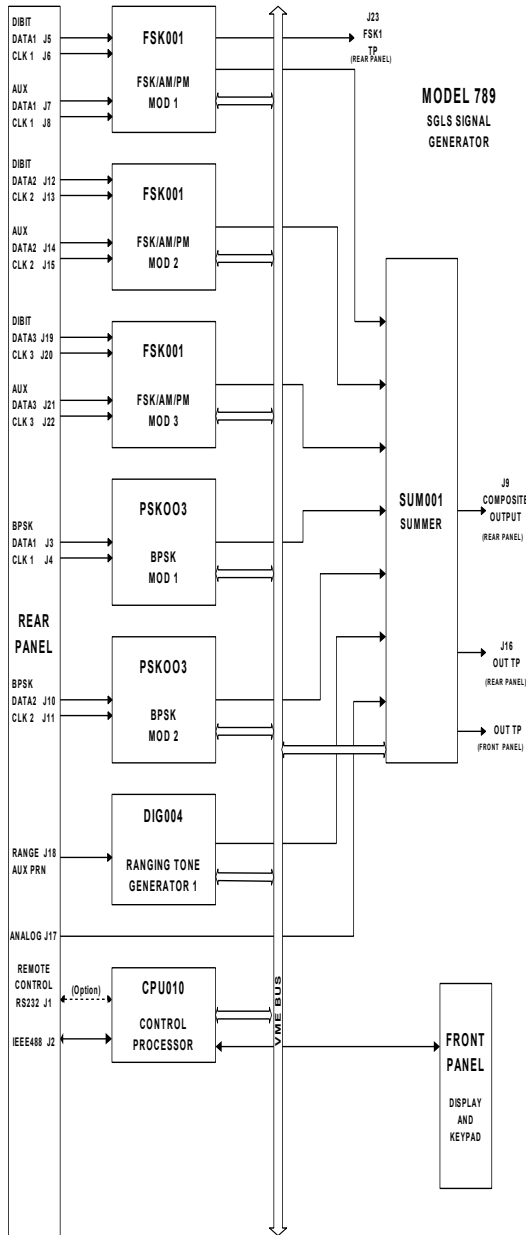 DIBIT
DATA1 J5
CLK 1 J6
AUX
DATA1 J7
CLK 1 J8
FSK001
FSK/AM/PM
MOD 1
J23
FSK1
TP
(REAR PANEL)
MODEL 789
SGLS SIGNAL
GENERATOR
DIBIT
DATA2 J12
CLK 2 J13
AUX
DATA2 J14
CLK 2 J15
FSK001
FSK/AM/PM
MOD 2
DIBIT
DATA3 J19
CLK 3 J20
AUX
DATA3 J21
CLK 3 J22
FSK001
FSK/AM/PM
MOD 3
BPSK
DATA1 J3
CLK 1 J4
PSKOO3
BPSK
MOD 1
SUM001
SUMMER
J9
COMPOSITE
OUTPUT
(REAR PANEL)
REAR
PANEL
BPSK
DATA2 J10
CLK 2 J11
PSKOO3
BPSK
MOD 2
J16
OUT TP
(REAR PANEL)
OUT TP
(FRONT PANEL)
RANGE J18
AUX PRN
DIG004
RANGING TONE
GENERATOR 1
ANALOG J17
REMOTE
CONTROL
RS232 J1
(Option)
IEEE488 J2
CPU010
CONTROL
PROCESSOR
VME BUS
FRONT
PANEL
DISPLAY
AND
KEYPAD